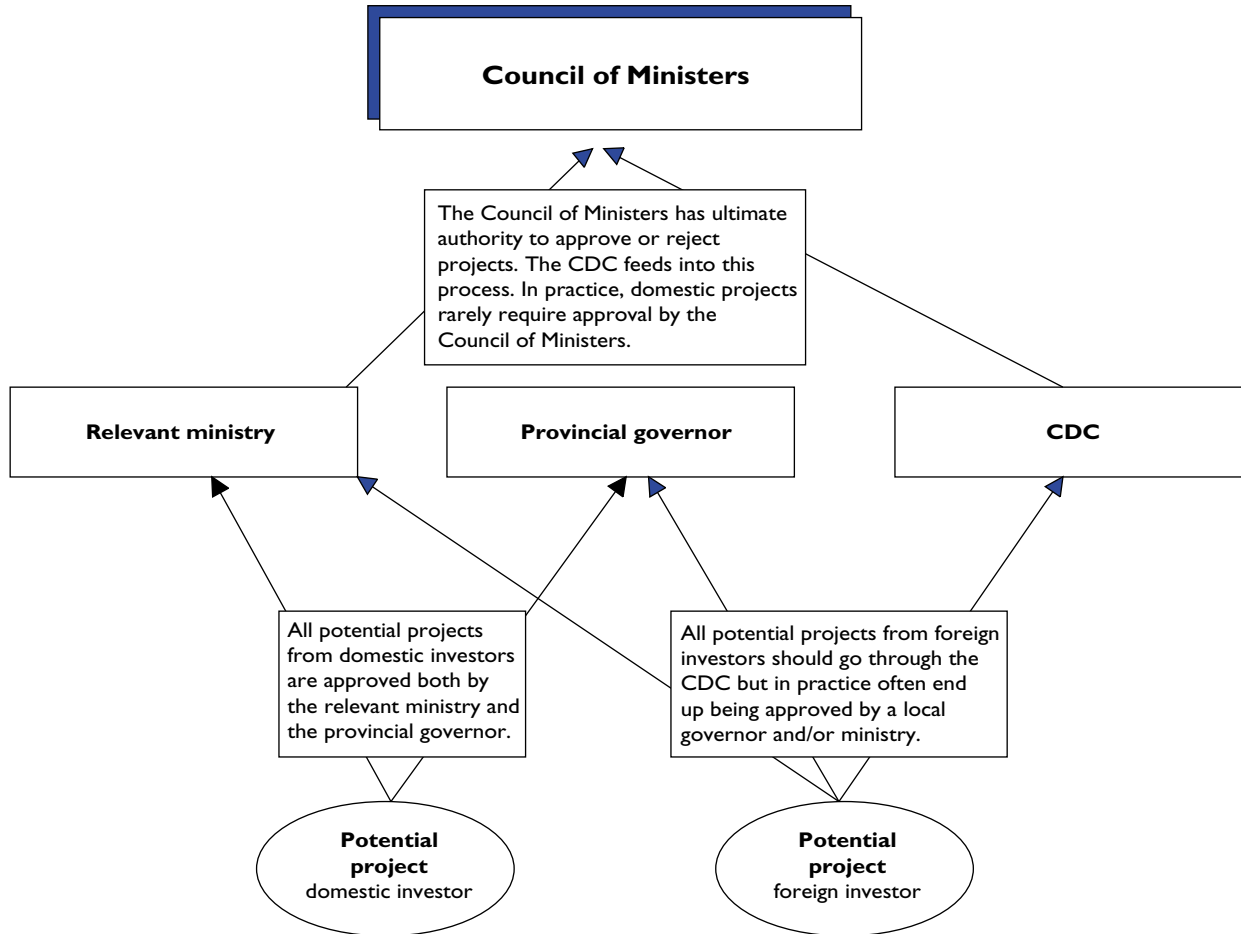 Council of Ministers
The Council of Ministers has ultimate
authority to approve or reject
projects. The CDC feeds into this
process. In practice, domestic projects
rarely require approval by the
Council of Ministers.
Relevant ministry
Provincial governor
CDC
All potential projects
from domestic investors
are approved both by
the relevant ministry and
the provincial governor.
All potential projects from foreign
investors should go through the
CDC but in practice often end
up being approved by a local
governor and/or ministry.
Potential
project
domestic investor
Potential
project
foreign investor